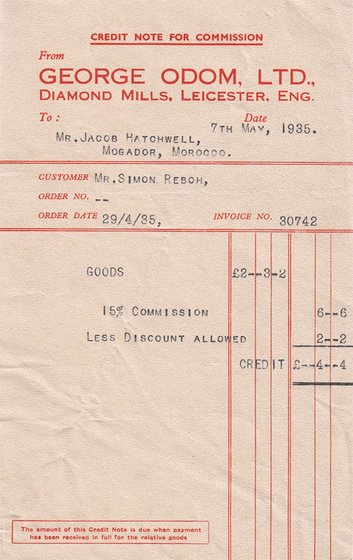 CREDIT NOTE FOR COMMISSION
From
GEORGE ODOM, LTD.,
DIAMOND MILLS, LEICESTER, ENG.
To : Date
7TH MAY, 1935.
MR. JACOB HATCHWELL,
MOGADOR, MOROCCO.
CUSTOMER MR. SIMON REBOH,
ORDER NO. --
ORDER DATE 29/4/35, INVOICE NO. 30742
GOODS £2--3-2
15% COMMISSION 6--6
LESS DISCOUNT ALLOWED 2--2
CREDIT £--4--4
The amount of this Credit Note is due when payment
has been received in full for the relative goods